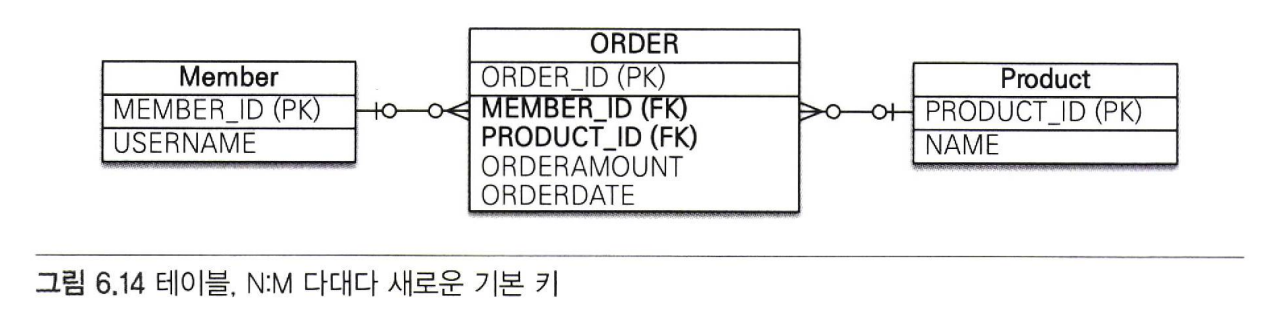 Member
MEMBER_ID (PK)
USERNAME
ORDER
ORDER_ID (PK)
MEMBER_ID (FK)
PRODUCT_ID (FK)
ORDERAMOUNT
ORDERDATE
Product
PRODUCT_ID (PK)
NAME
그림 6.14 테이블, N:M 다대다 새로운 기본 키